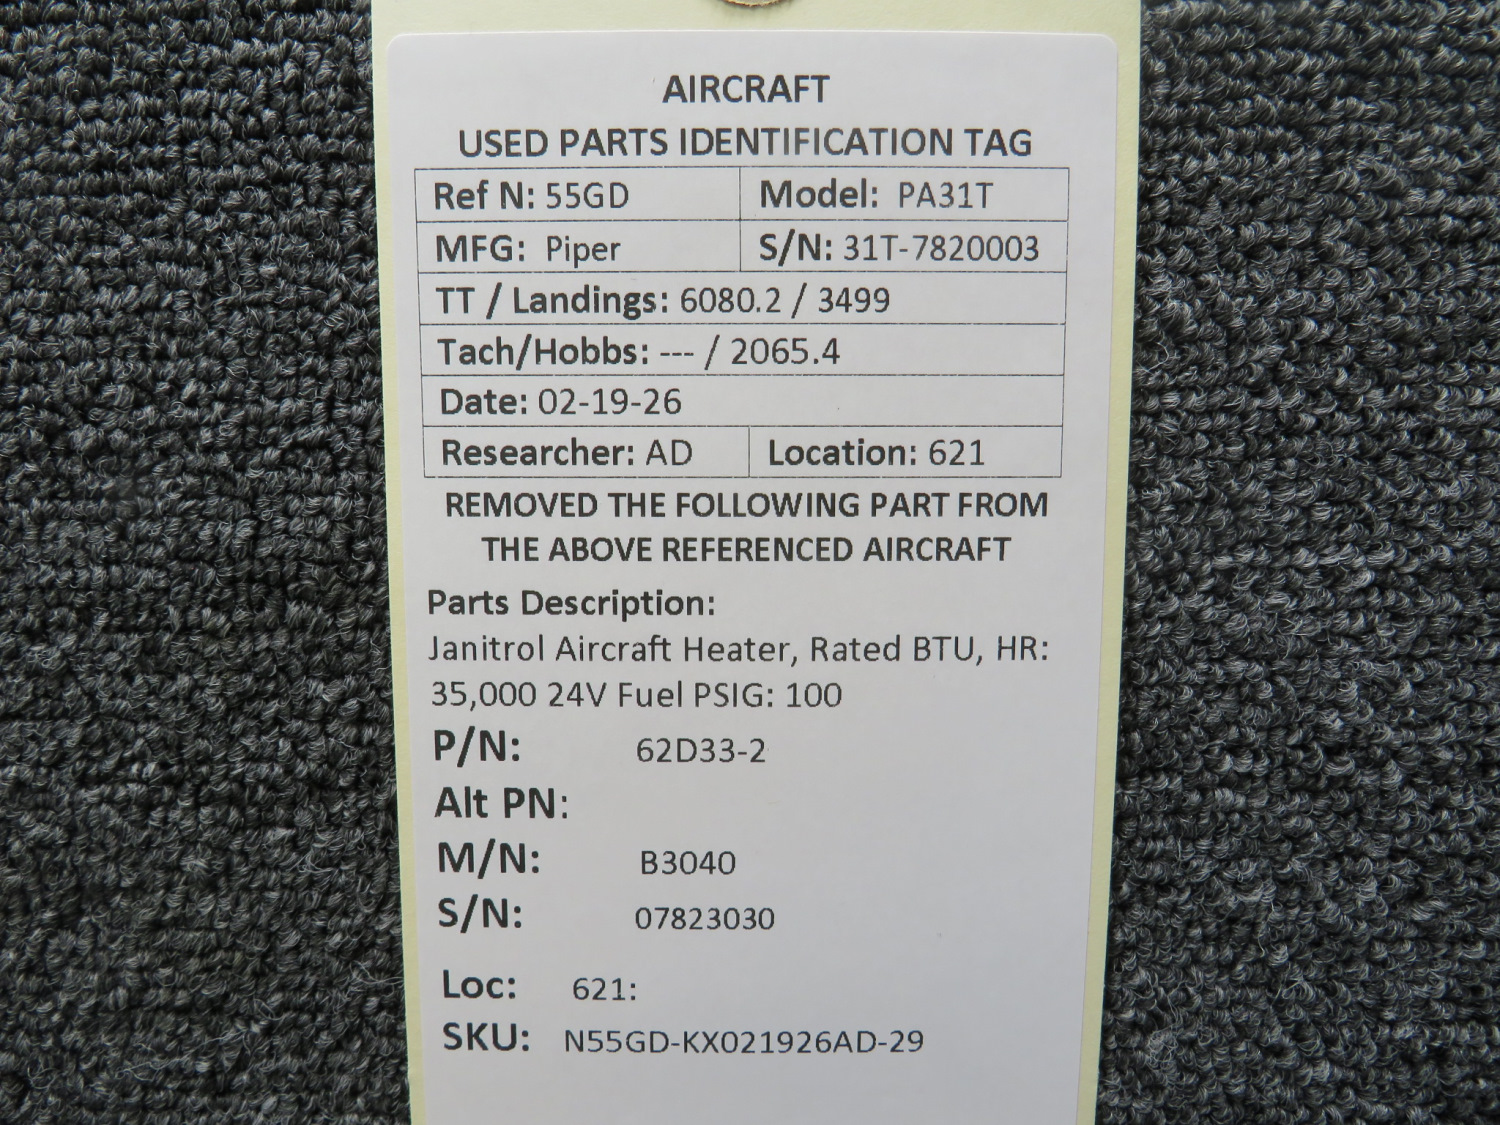 AIRCRAFT
USED PARTS IDENTIFICATION TAG
Ref N: 55GD Model: PA31T
MFG: Piper S/N: 31T-7820003
TT / Landings: 6080.2 / 3499
Tach/Hobbs: --- / 2065.4
Date: 02-19-26
Researcher: AD Location: 621
REMOVED THE FOLLOWING PART FROM
THE ABOVE REFERENCED AIRCRAFT
Parts Description:
Janitrol Aircraft Heater, Rated BTU, HR:
35,000 24V Fuel PSIG: 100
P/N: 62D33-2
Alt PN:
M/N: B3040
S/N: 07823030
Loc: 621:
SKU: N55GD-KX021926AD-29